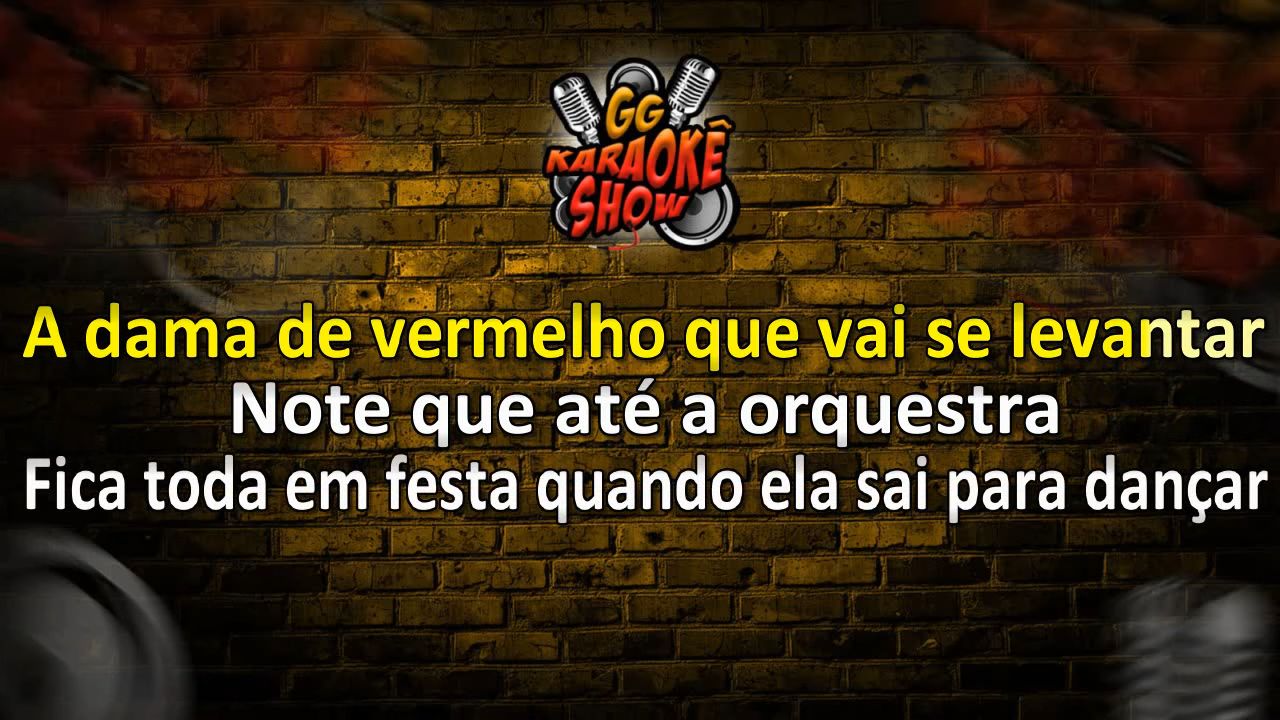 GG
KARAOKÊ
SHOW
A dama de vermelho que vai se levantar
Note que até a orquestra
Fica toda em festa quando ela sai para dançar